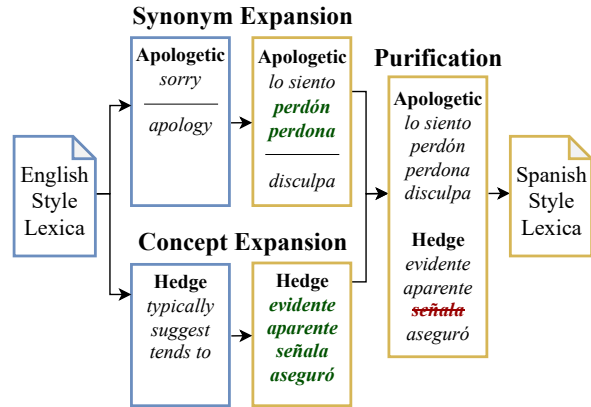 Synonym Expansion
Apologetic
sorry
apology
Apologetic
lo siento
perdón
perdona
disculpa
Purification
Apologetic
lo siento
perdón
perdona
disculpa
Hedge
evidente
aparente
señala
aseguró
English
Style
Lexica
Spanish
Style
Lexica
Concept Expansion
Hedge
typically
suggest
tends to
Hedge
evidente
aparente
señala
aseguró